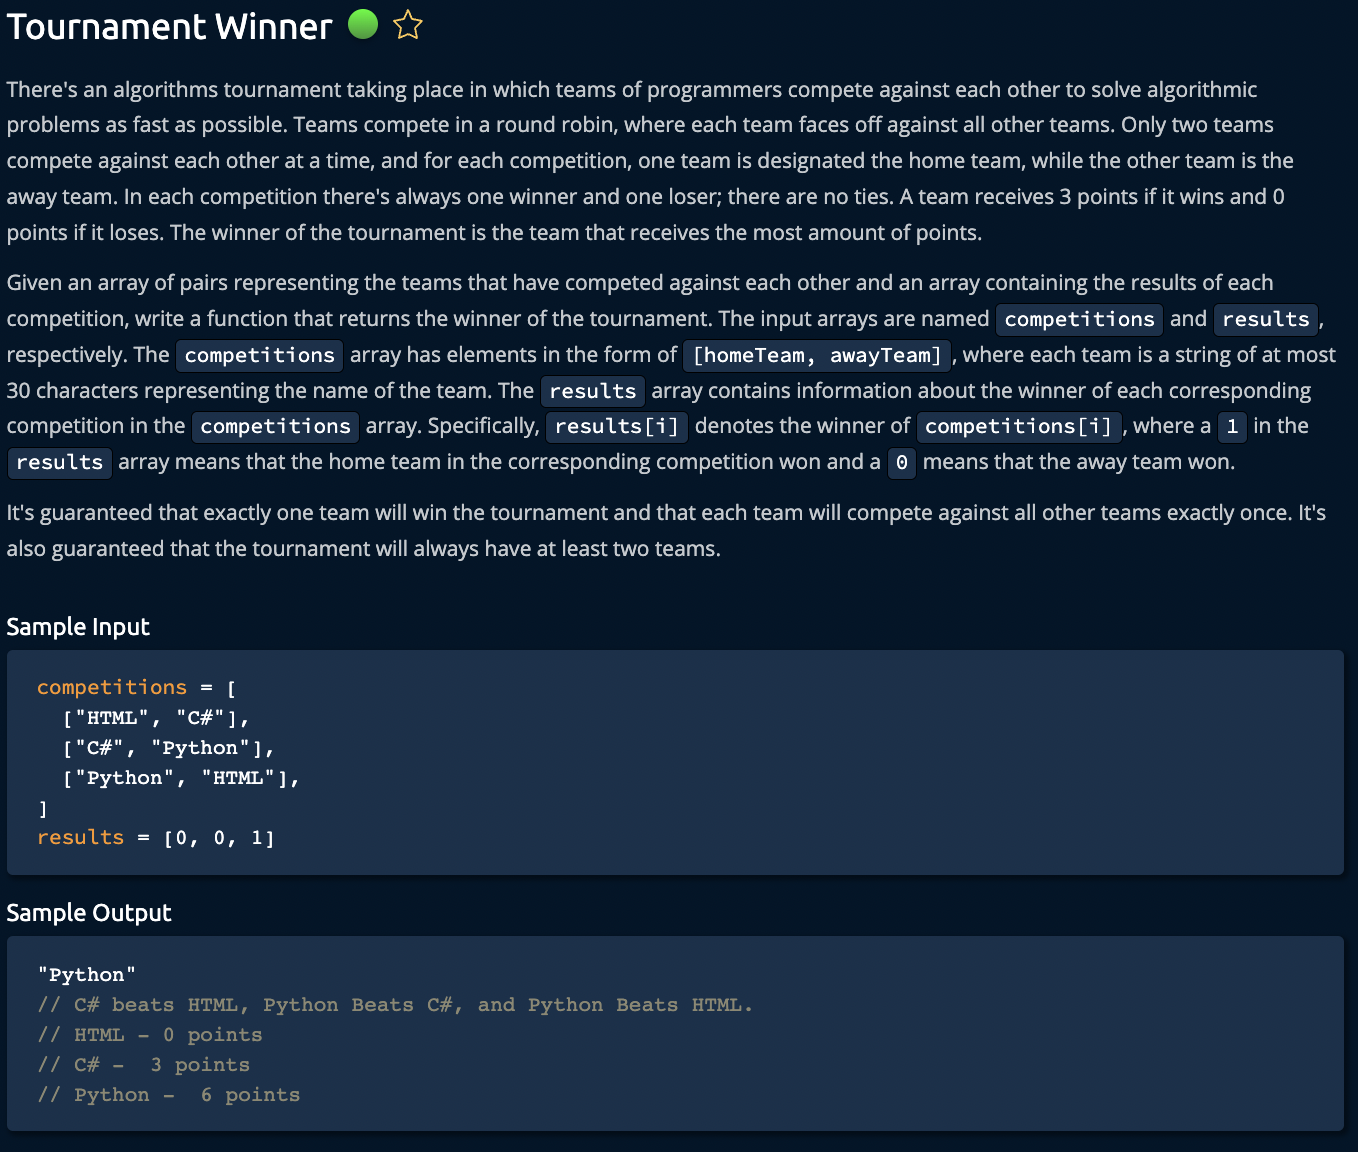 Tournament Winner
There's an algorithms tournament taking place in which teams of programmers compete against each other to solve algorithmic
problems as fast as possible. Teams compete in a round robin, where each team faces off against all other teams. Only two teams
compete against each other at a time, and for each competition, one team is designated the home team, while the other team is the
away team. In each competition there's always one winner and one loser; there are no ties. A team receives 3 points if it wins and 0
points if it loses. The winner of the tournament is the team that receives the most amount of points.
Given an array of pairs representing the teams that have competed against each other and an array containing the results of each
competition, write a function that returns the winner of the tournament. The input arrays are named competitions and results,
respectively. The competitions array has elements in the form of [homeTeam, awayTeam], where each team is a string of at most
30 characters representing the name of the team. The results array contains information about the winner of each corresponding
competition in the competitions array. Specifically, results[i] denotes the winner of competitions[i], where a 1 in the
results array means that the home team in the corresponding competition won and a 0 means that the away team won.
It's guaranteed that exactly one team will win the tournament and that each team will compete against all other teams exactly once. It's
also guaranteed that the tournament will always have at least two teams.
Sample Input
competitions = [
  ["HTML", "C#"],
  ["C#", "Python"],
  ["Python", "HTML"],
]
results = [0, 0, 1]
Sample Output
"Python"
// C# beats HTML, Python Beats C#, and Python Beats HTML.
// HTML - 0 points
// C# -  3 points
// Python -  6 points